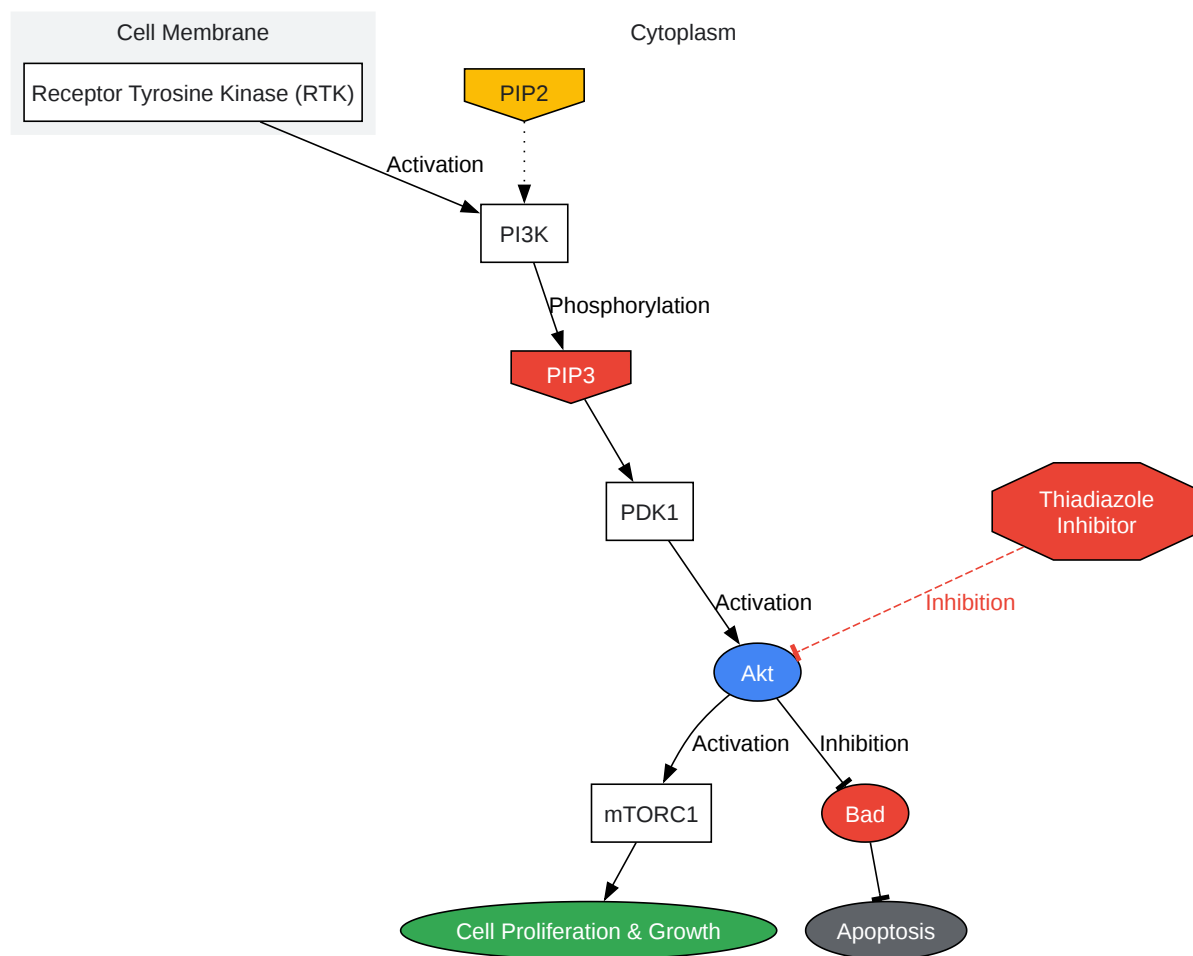 Cell Membrane
Cytoplasm
Receptor Tyrosine Kinase (RTK)
PIP2
Activation
PI3K
Phosphorylation
PIP3
PDK1
Thiadiazole
Inhibitor
Activation
Inhibition
Akt
Activation
Inhibition
mTORC1
Bad
Cell Proliferation & Growth
Apoptosis